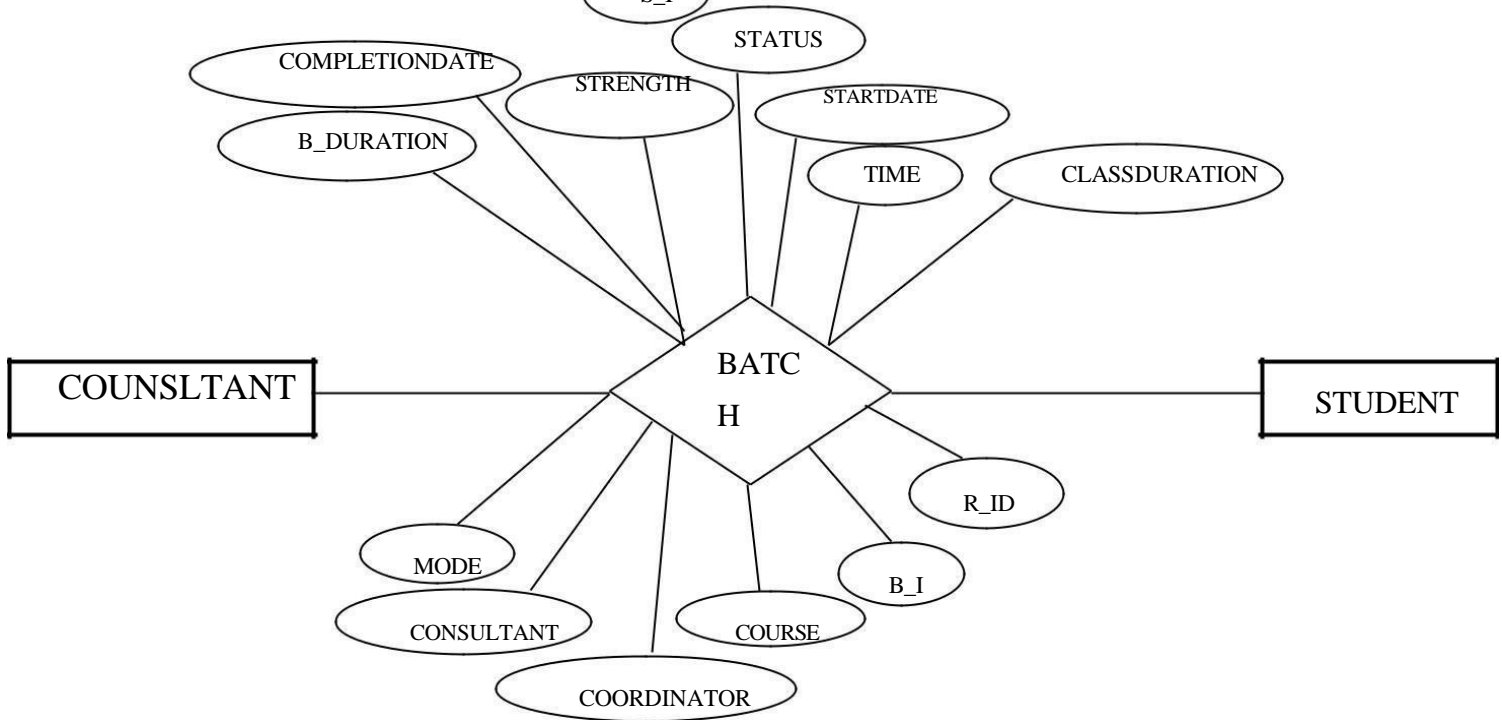 STATUS
COMPLETIONDATE
STRENGTH
STARTDATE
B_DURATION
TIME
CLASSDURATION
BATC
H
COUNSLTANT
STUDENT
R_ID
MODE
B_I
CONSULTANT
COURSE
COORDINATOR